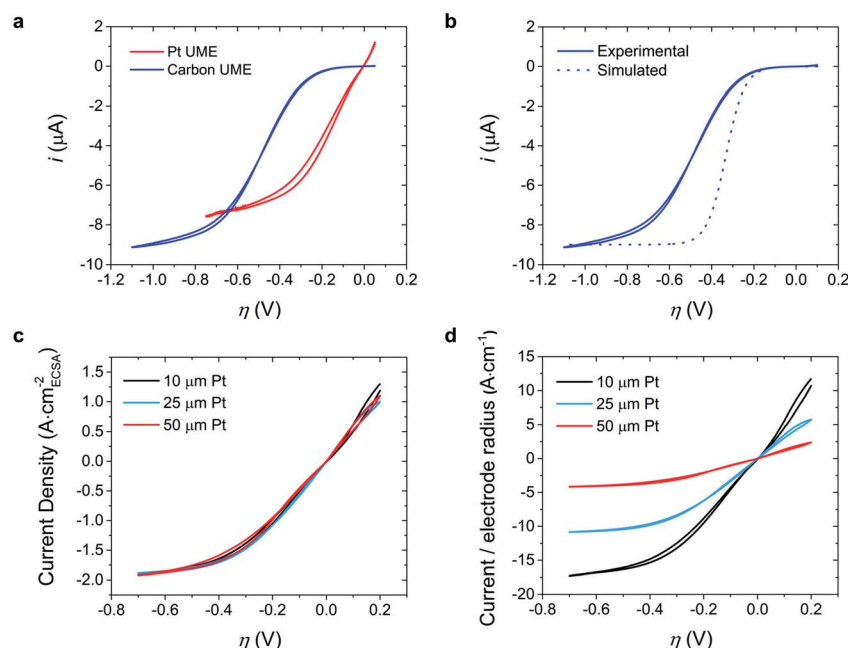 a
2
0
-2
-4
-6
-8
-10
i (μA)
Pt UME
Carbon UME
-1.2 -1.0 -0.8 -0.6 -0.4 -0.2 0.0 0.2
η (V)
b
2
0
-2
-4
-6
-8
-10
i (μA)
Experimental
Simulated
-1.2 -1.0 -0.8 -0.6 -0.4 -0.2 0.0 0.2
η (V)
c
1.5
1.0
0.5
0.0
-0.5
-1.0
-1.5
-2.0
Current Density (A·cm⁻²ECSA)
10 μm Pt
25 μm Pt
50 μm Pt
-0.8 -0.6 -0.4 -0.2 0.0 0.2
η (V)
d
15
10
5
0
-5
-10
-15
-20
Current / electrode radius (A·cm⁻¹)
10 μm Pt
25 μm Pt
50 μm Pt
-0.8 -0.6 -0.4 -0.2 0.0 0.2
η (V)